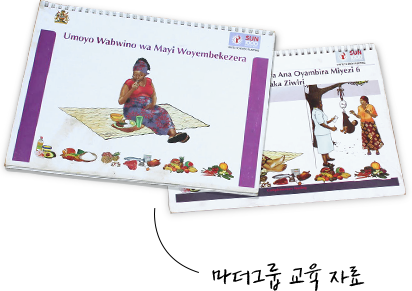 Umoyo Wabwino wa Mayi Woyembekezera
SUN
a Ana Oyambira Miyezi 6
aka Ziwiri
SUN
마더그룹 교육 자료